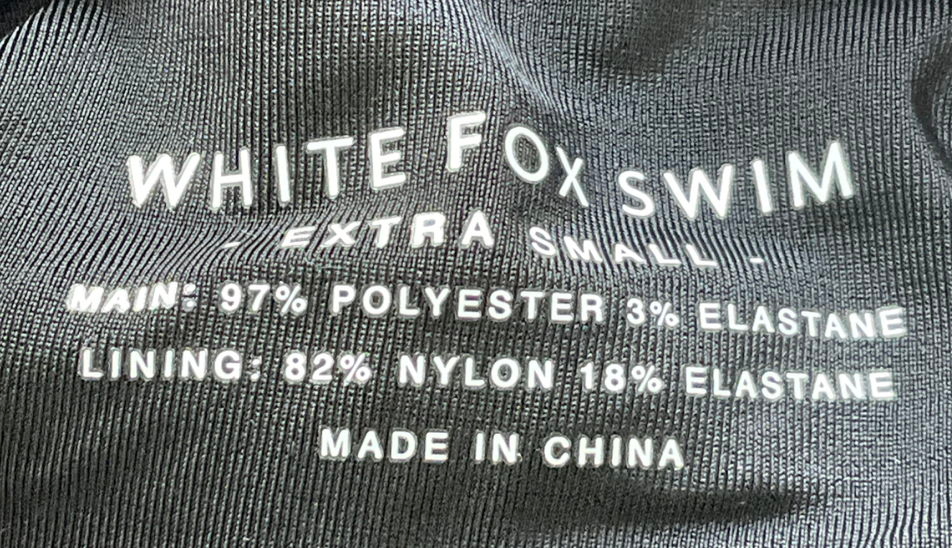 WHITE FOX SWIM
- EXTRA SMALL -
MAIN: 97% POLYESTER 3% ELASTANE
LINING: 82% NYLON 18% ELASTANE
MADE IN CHINA